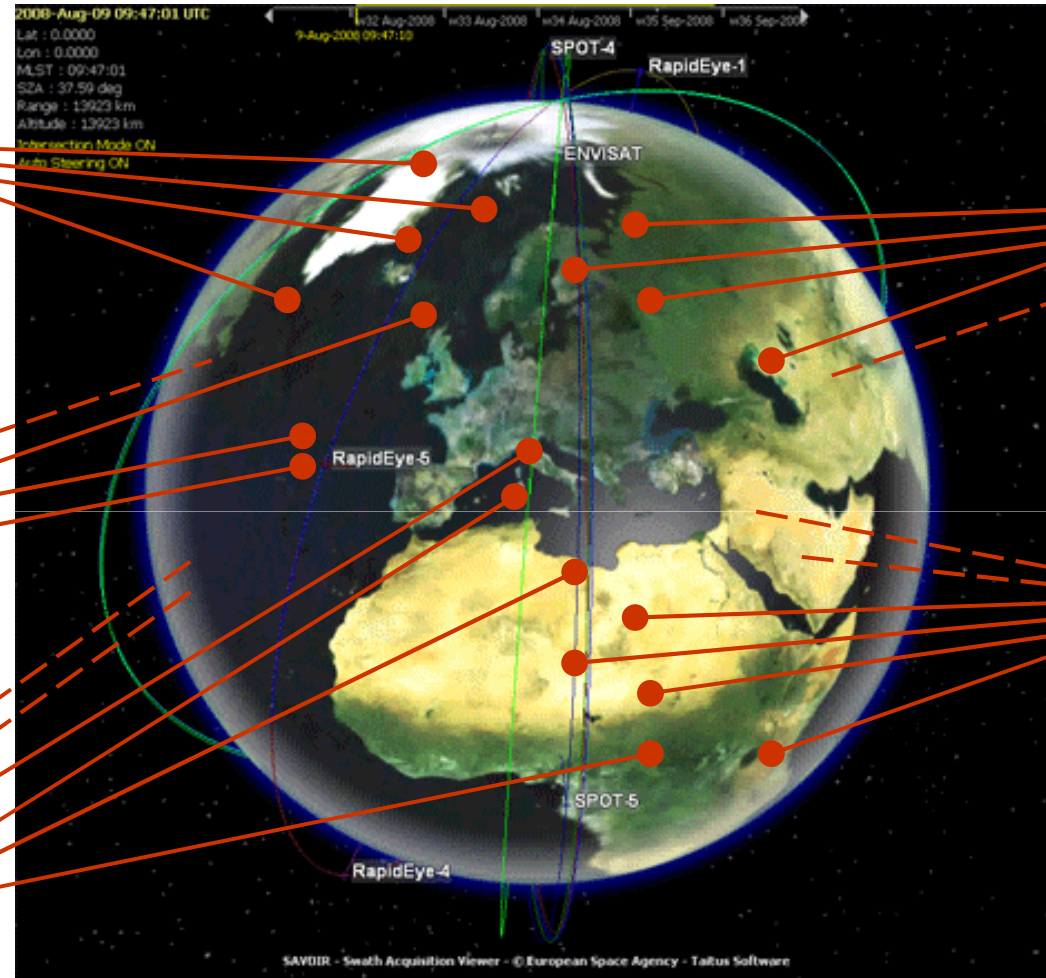 2008-Aug-09 09:47:01 UTC
Lat : 0.0000
Lon : 0.0000
MLST : 09:47:01
SZA : 37.59 deg
Range : 13923 km
Altitude : 13923 km
Intersection Mode ON
Auto Steering ON
w32 Aug-2008
w33 Aug-2008
w34 Aug-2008
w35 Sep-2008
w36 Sep-200
9-Aug-2008 09:47:10
SPOT-4
RapidEye-1
ENVISAT
RapidEye-5
SPOT-5
RapidEye-4
SAVOIR - Swath Acquisition Viewer - © European Space Agency - Taitus Software